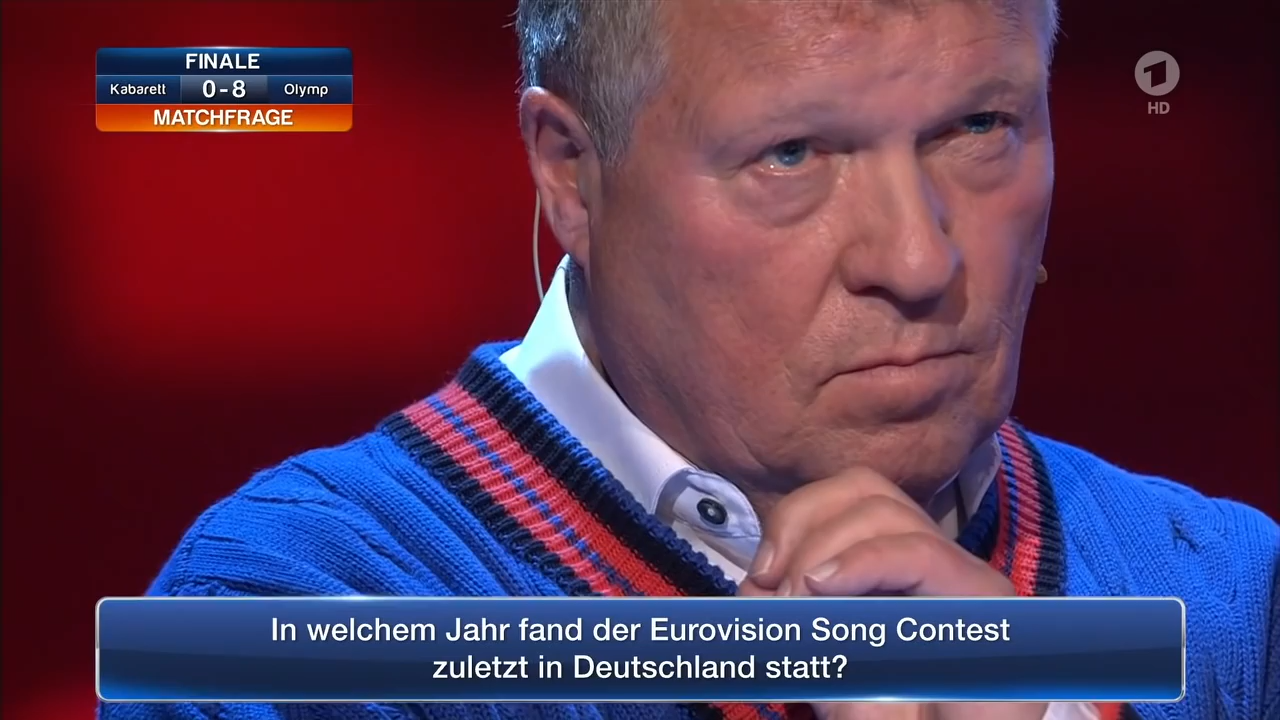 FINALE
Kabarett 0-8 Olymp
MATCHFRAGE
1
HD
In welchem Jahr fand der Eurovision Song Contest
zuletzt in Deutschland statt?